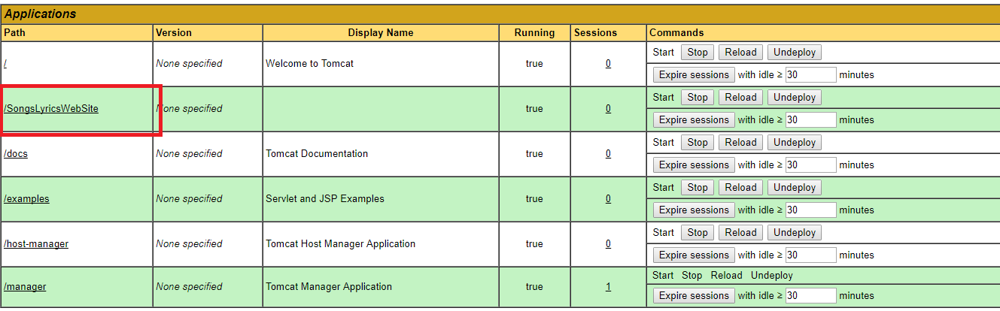 Applications
Path Version Display Name Running Sessions Commands
/ None specified Welcome to Tomcat true 0 Start Stop Reload Undeploy
Expire sessions with idle ≥ 30 minutes
/SongsLyricsWebSite None specified true 0 Start Stop Reload Undeploy
Expire sessions with idle ≥ 30 minutes
/docs None specified Tomcat Documentation true 0 Start Stop Reload Undeploy
Expire sessions with idle ≥ 30 minutes
/examples None specified Servlet and JSP Examples true 0 Start Stop Reload Undeploy
Expire sessions with idle ≥ 30 minutes
/host-manager None specified Tomcat Host Manager Application true 0 Start Stop Reload Undeploy
Expire sessions with idle ≥ 30 minutes
/manager None specified Tomcat Manager Application true 1 Start Stop Reload Undeploy
Expire sessions with idle ≥ 30 minutes